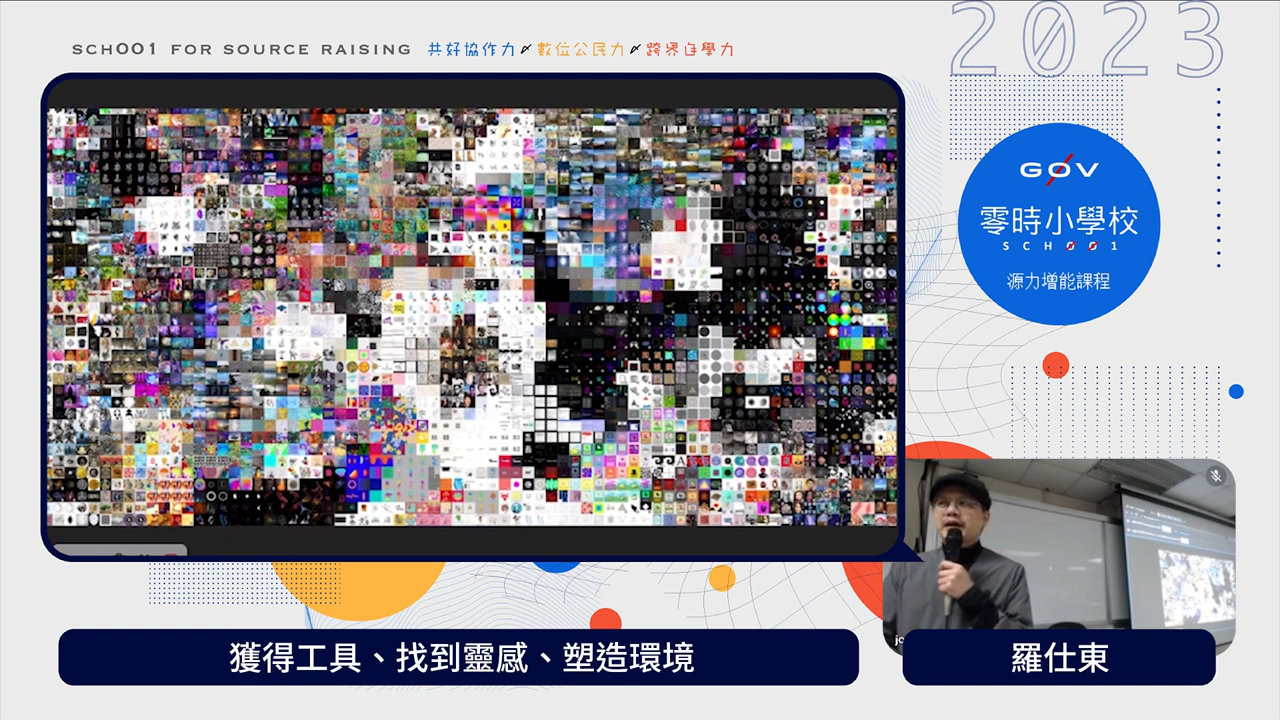 2023
SCH001 FOR SOURCE RAISING 共好協作力 數位公民力 跨界自學力
G0V
零時小學校
SCH001
源力增能課程
獲得工具、找到靈感、塑造環境
羅仕東